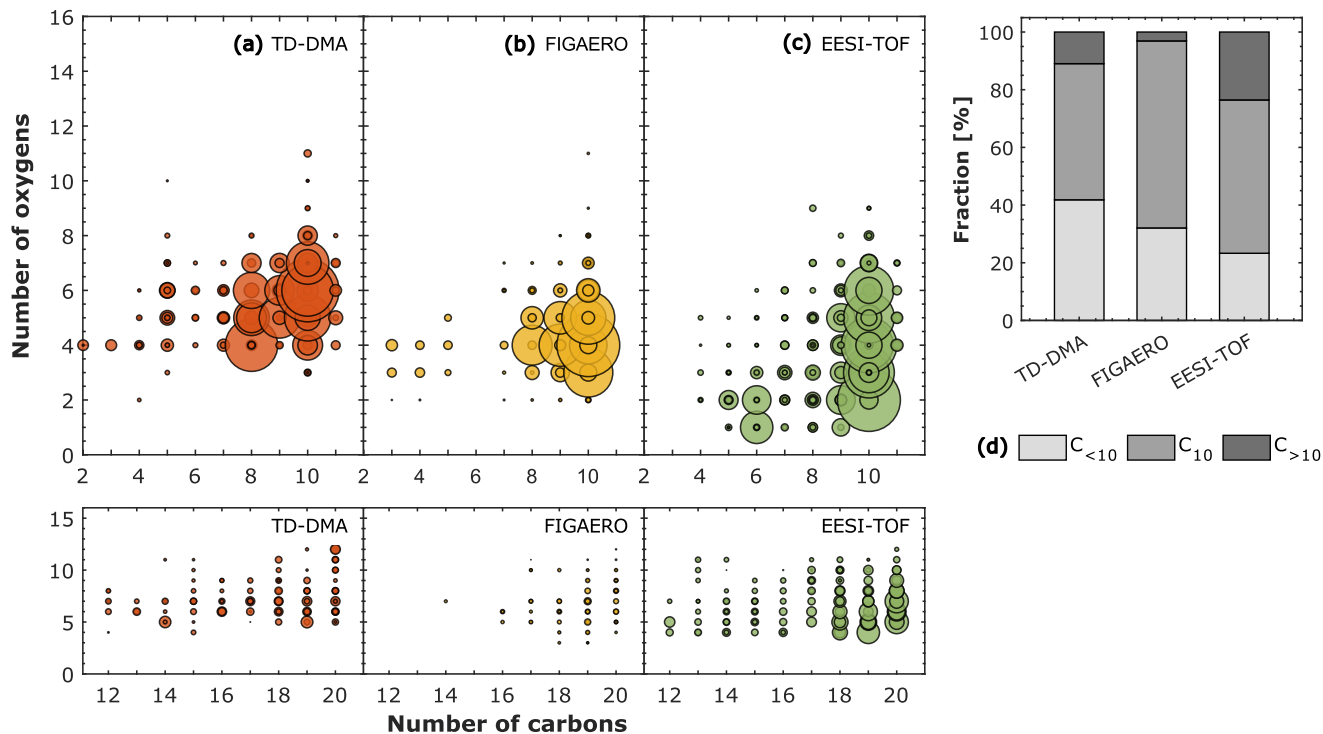 (a) TD-DMA
(b) FIGAERO
(c) EESI-TOF
Number of oxygens
16
14
12
10
8
6
4
2
0
2 4 6 8 10
2 4 6 8 10
2 4 6 8 10
TD-DMA
FIGAERO
EESI-TOF
15
10
5
0
12 14 16 18 20
12 14 16 18 20
12 14 16 18 20
Number of carbons
Fraction [%]
100
80
60
40
20
0
TD-DMA
FIGAERO
EESI-TOF
(d) C<10 C10 C>10